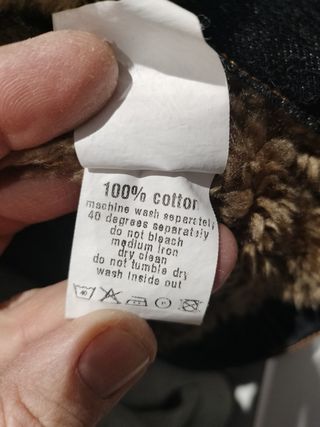 100% cotton
machine wash separately
40 degrees separately
do not bleach
medium iron
dry clean
do not tumble dry
wash inside out
40